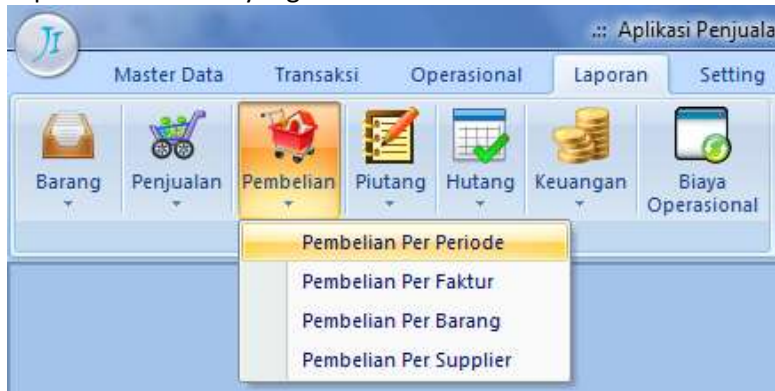 .:: Aplikasi Penjuala
JI
Master Data Transaksi Operasional Laporan Setting
Barang Penjualan Pembelian Piutang Hutang Keuangan Biaya Operasional
Pembelian Per Periode
Pembelian Per Faktur
Pembelian Per Barang
Pembelian Per Supplier